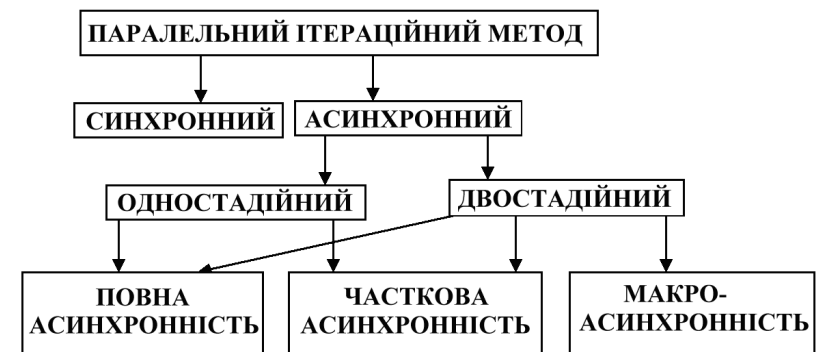 ПАРАЛЕЛЬНИЙ ІТЕРАЦІЙНИЙ МЕТОД
СИНХРОННИЙ
АСИНХРОННИЙ
ОДНОСТАДІЙНИЙ
ДВОСТАДІЙНИЙ
ПОВНА
АСИНХРОННІСТЬ
ЧАСТКОВА
АСИНХРОННІСТЬ
МАКРО-
АСИНХРОННІСТЬ